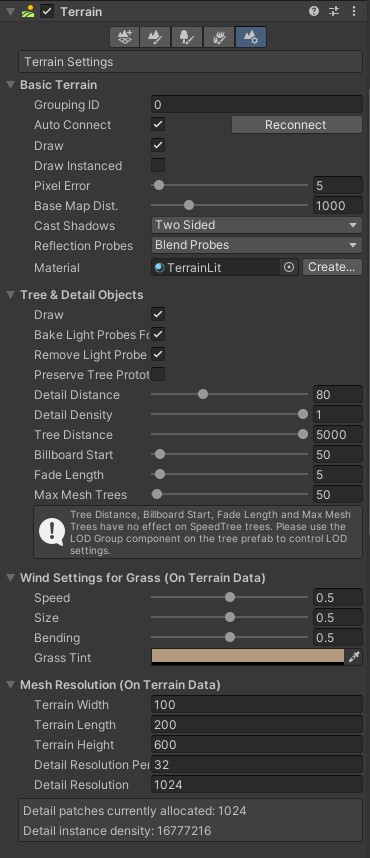 Terrain
Terrain Settings
Basic Terrain
Grouping ID 0
Auto Connect Reconnect
Draw
Draw Instanced
Pixel Error 5
Base Map Dist. 1000
Cast Shadows Two Sided
Reflection Probes Blend Probes
Material TerrainLit Create...
Tree & Detail Objects
Draw
Bake Light Probes Fo
Remove Light Probe
Preserve Tree Protot
Detail Distance 80
Detail Density 1
Tree Distance 5000
Billboard Start 50
Fade Length 5
Max Mesh Trees 50
Tree Distance, Billboard Start, Fade Length and Max Mesh
Trees have no effect on SpeedTree trees. Please use the
LOD Group component on the tree prefab to control LOD
settings.
Wind Settings for Grass (On Terrain Data)
Speed 0.5
Size 0.5
Bending 0.5
Grass Tint
Mesh Resolution (On Terrain Data)
Terrain Width 100
Terrain Length 200
Terrain Height 600
Detail Resolution Per 32
Detail Resolution 1024
Detail patches currently allocated: 1024
Detail instance density: 16777216